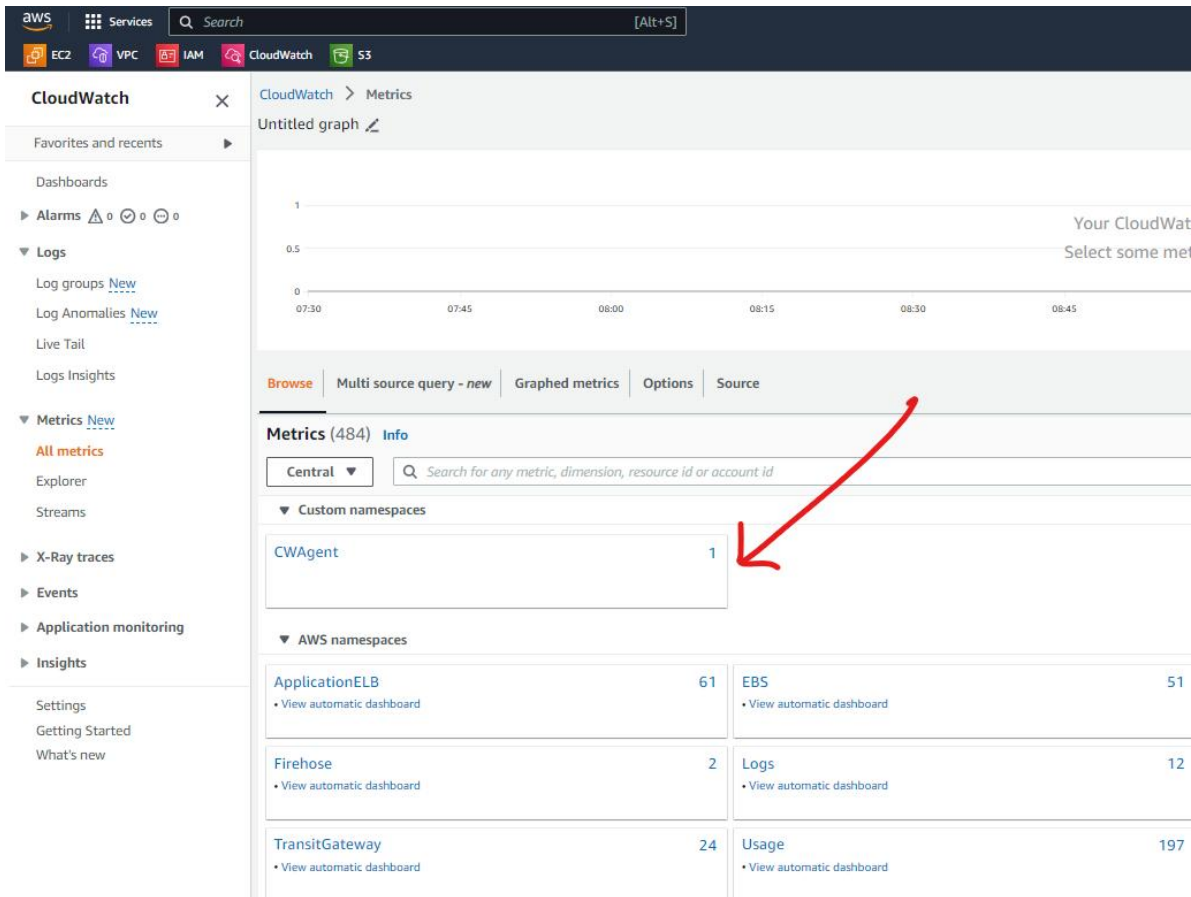 aws Services Search [Alt+S]
EC2 VPC IAM CloudWatch S3
CloudWatch
Favorites and recents
Dashboards
Alarms 0 0 0
Logs
Log groups New
Log Anomalies New
Live Tail
Logs Insights
Metrics New
All metrics
Explorer
Streams
X-Ray traces
Events
Application monitoring
Insights
Settings
Getting Started
What's new
CloudWatch > Metrics
Untitled graph
1
0.5
0
Your CloudWat
Select some met
07:30 07:45 08:00 08:15 08:30 08:45
Browse Multi source query - new Graphed metrics Options Source
Metrics (484) Info
Central Search for any metric, dimension, resource id or account id
Custom namespaces
CWAgent 1
AWS namespaces
ApplicationELB 61 EBS 51
• View automatic dashboard • View automatic dashboard
Firehose 2 Logs 12
• View automatic dashboard • View automatic dashboard
TransitGateway 24 Usage 197
• View automatic dashboard • View automatic dashboard